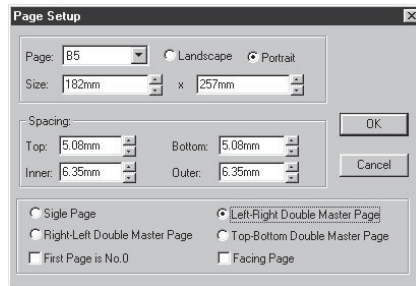 Page Setup
Page: B5 Landscape Portrait
Size: 182mm x 257mm
Spacing:
Top: 5.08mm Bottom: 5.08mm
Inner: 6.35mm Outer: 6.35mm
OK
Cancel
Sigle Page Left-Right Double Master Page
Right-Left Double Master Page Top-Bottom Double Master Page
First Page is No.0 Facing Page